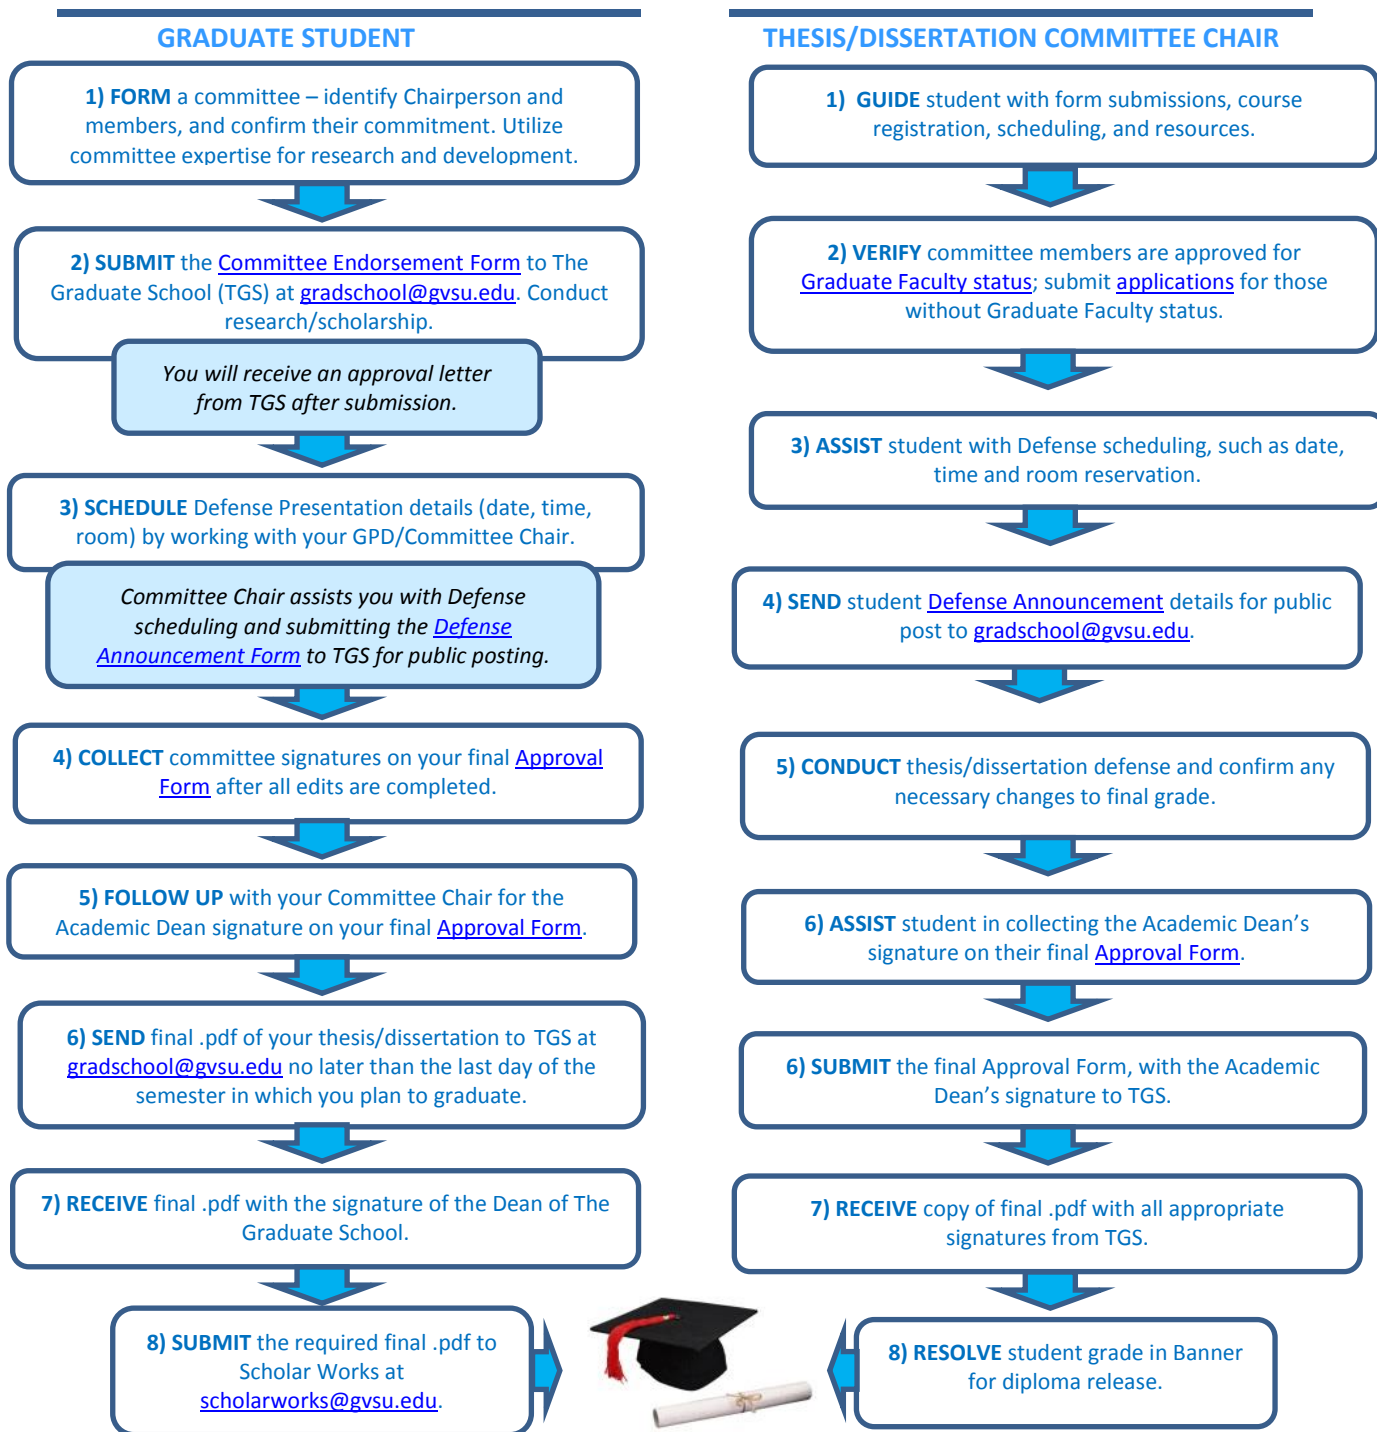 GRADUATE STUDENT
1) FORM a committee – identify Chairperson and
members, and confirm their commitment. Utilize
committee expertise for research and development.
2) SUBMIT the Committee Endorsement Form to The
Graduate School (TGS) at gradschool@gvsu.edu. Conduct
research/scholarship.
You will receive an approval letter
from TGS after submission.
3) SCHEDULE Defense Presentation details (date, time,
room) by working with your GPD/Committee Chair.
Committee Chair assists you with Defense
scheduling and submitting the Defense
Announcement Form to TGS for public posting.
4) COLLECT committee signatures on your final Approval
Form after all edits are completed.
5) FOLLOW UP with your Committee Chair for the
Academic Dean signature on your final Approval Form.
6) SEND final .pdf of your thesis/dissertation to TGS at
gradschool@gvsu.edu no later than the last day of the
semester in which you plan to graduate.
7) RECEIVE final .pdf with the signature of the Dean of The
Graduate School.
8) SUBMIT the required final .pdf to
Scholar Works at
scholarworks@gvsu.edu.
THESIS/DISSERTATION COMMITTEE CHAIR
1) GUIDE student with form submissions, course
registration, scheduling, and resources.
2) VERIFY committee members are approved for
Graduate Faculty status; submit applications for those
without Graduate Faculty status.
3) ASSIST student with Defense scheduling, such as date,
time and room reservation.
4) SEND student Defense Announcement details for public
post to gradschool@gvsu.edu.
5) CONDUCT thesis/dissertation defense and confirm any
necessary changes to final grade.
6) ASSIST student in collecting the Academic Dean's
signature on their final Approval Form.
6) SUBMIT the final Approval Form, with the Academic
Dean's signature to TGS.
7) RECEIVE copy of final .pdf with all appropriate
signatures from TGS.
8) RESOLVE student grade in Banner
for diploma release.